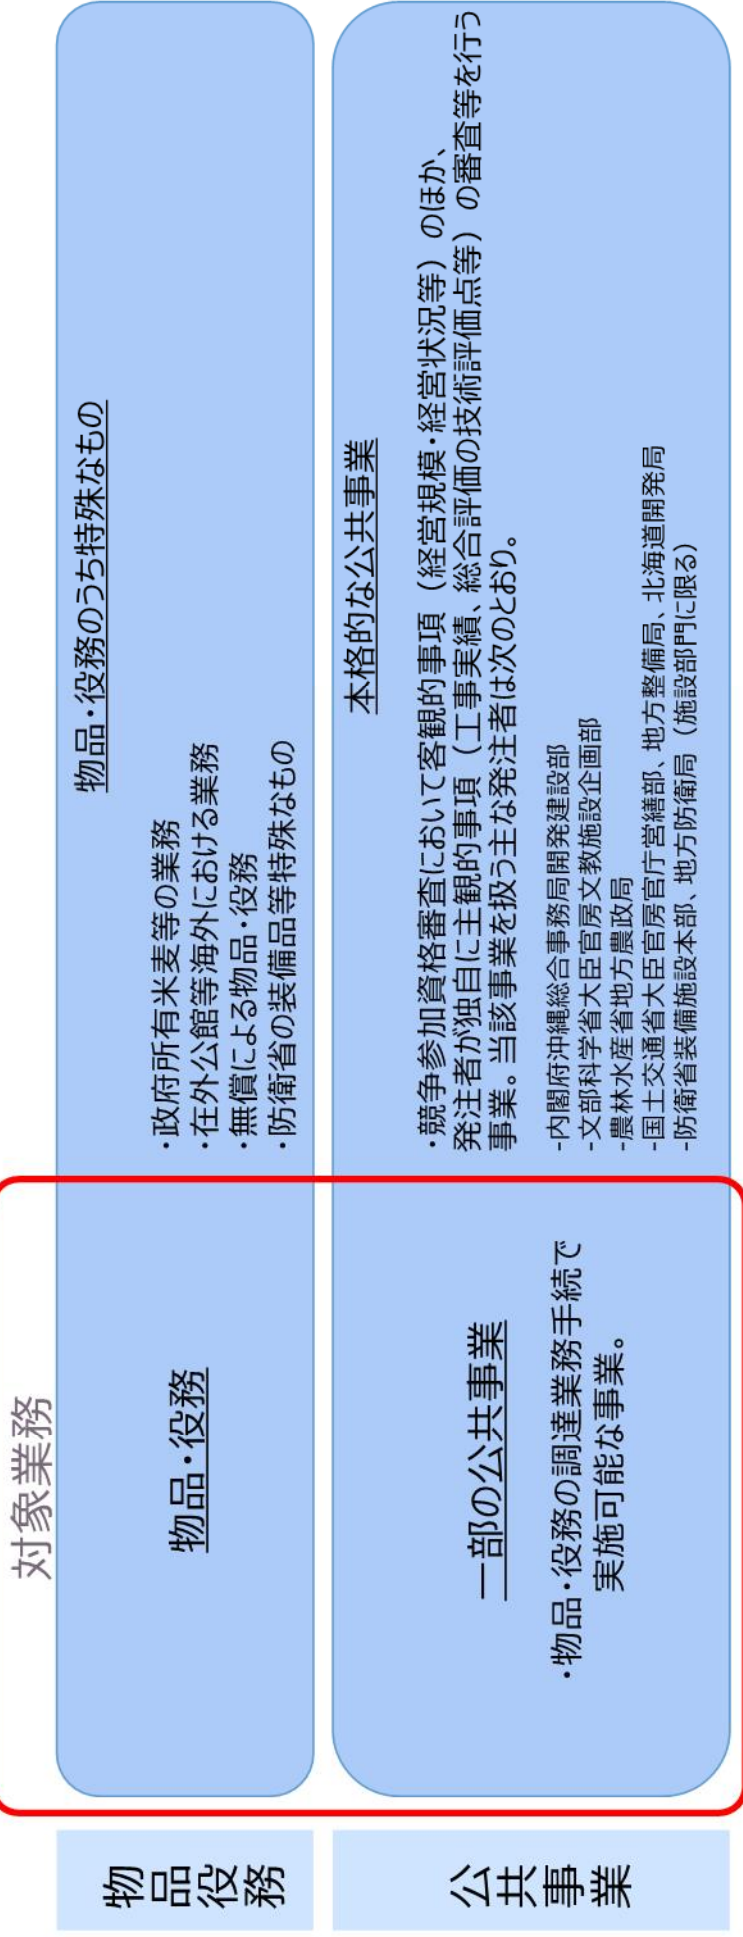 対象業務
物品
役務
物品・役務
物品・役務のうち特殊なもの
・政府所有米麦等の業務
・在外公館等海外における業務
・無償による物品・役務
・防衛省の装備品等特殊なもの
公共
事業
一部の公共事業
・物品・役務の調達業務手続で
実施可能な事業。
本格的な公共事業
・競争参加資格審査において客観的事項（経営規模・経営状況等）のほか、
発注者が独自に主観的事項（工事実績、総合評価の技術評価点等）の審査等を行う
事業。当該事業を扱う主な発注者は次のとおり。
-内閣府沖縄総合事務局開発建設部
-文部科学省大臣官房文教施設企画部
-農林水産省地方農政局
-国土交通省大臣官房官庁営繕部、地方整備局、北海道開発局
-防衛省装備施設本部、地方防衛局（施設部門に限る）